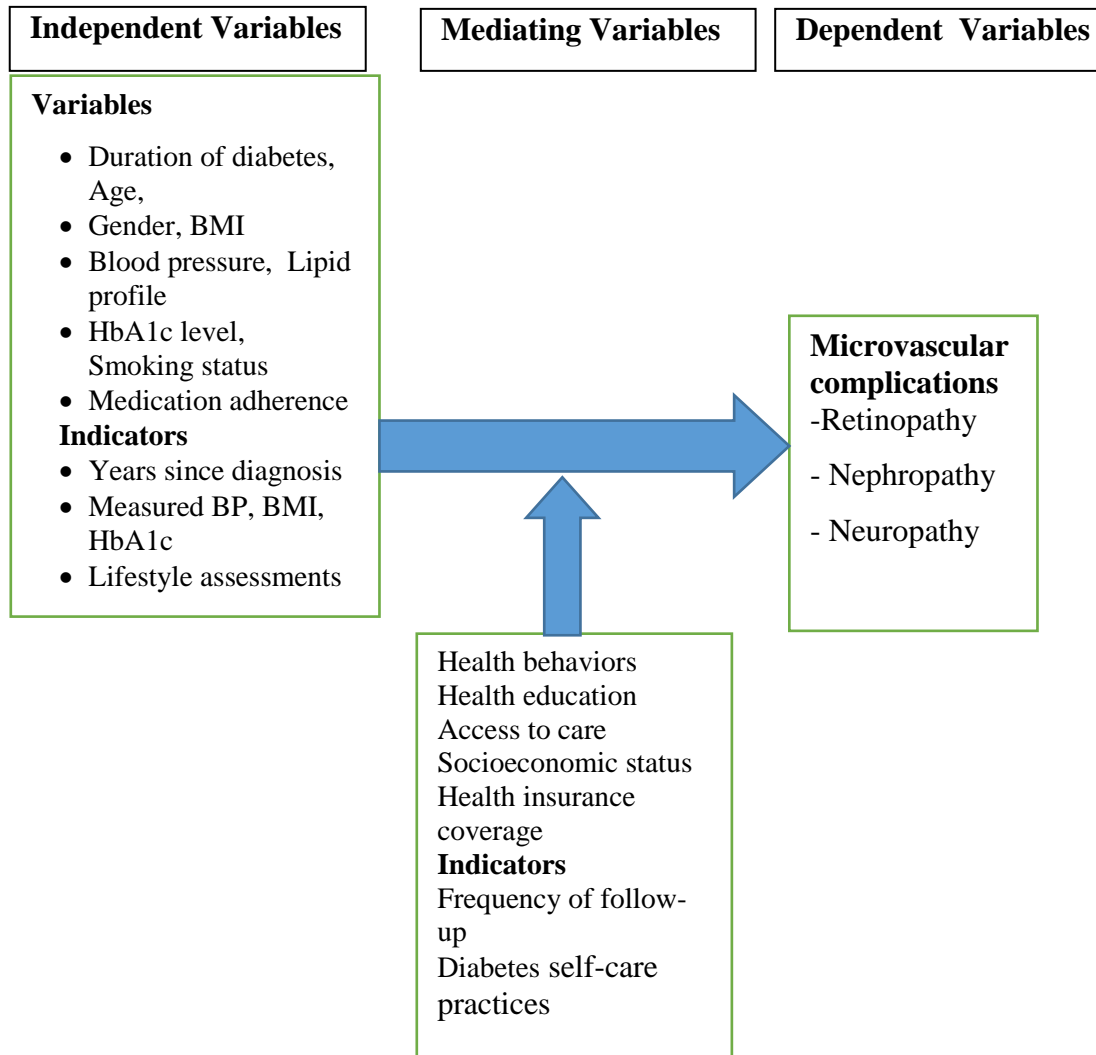 Independent Variables
Mediating Variables
Dependent Variables
Variables
• Duration of diabetes,
Age,
• Gender, BMI
• Blood pressure, Lipid
profile
• HbA1c level,
Smoking status
• Medication adherence
Indicators
• Years since diagnosis
• Measured BP, BMI,
HbA1c
• Lifestyle assessments
Health behaviors
Health education
Access to care
Socioeconomic status
Health insurance
coverage
Indicators
Frequency of follow-
up
Diabetes self-care
practices
Microvascular
complications
-Retinopathy
- Nephropathy
- Neuropathy